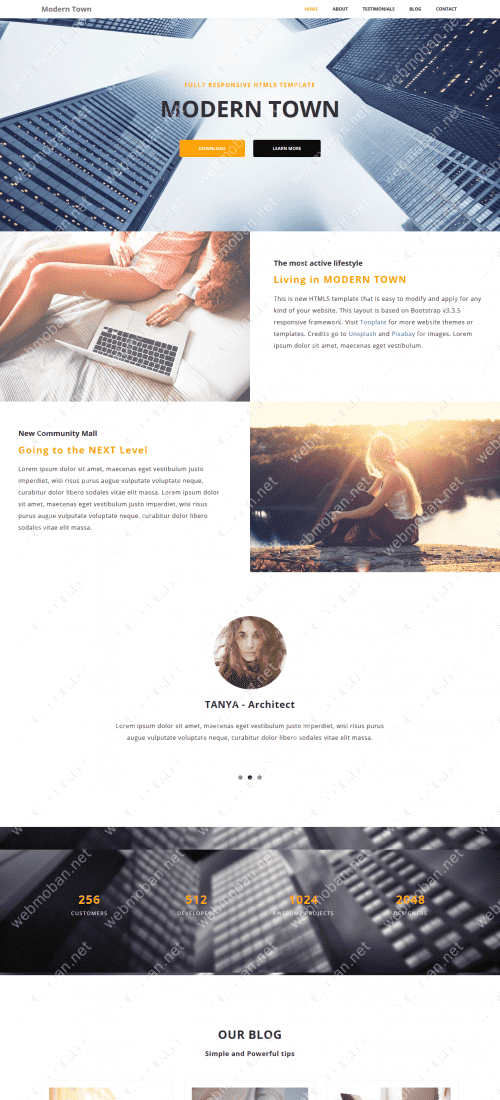 Modern Town
HOME ABOUT TESTIMONIALS BLOG CONTACT
FULLY RESPONSIVE HTML5 TEMPLATE
MODERN TOWN
DOWNLOAD LEARN MORE
The most active lifestyle
Living in MODERN TOWN
This is new HTML5 template that is easy to modify and apply for any
kind of your website. This layout is based on Bootstrap v3.3.5
responsive framework. Visit Tooplate for more website themes or
templates. Credits go to Unsplash and Pixabay for images. Lorem
ipsum dolor sit amet, maecenas eget vestibulum.
New Community Mall
Going to the NEXT Level
Lorem ipsum dolor sit amet, maecenas eget vestibulum justo
imperdiet, wisi risus purus augue vulputate voluptate neque,
curabitur dolor libero sodales vitae elit massa. Lorem ipsum dolor
sit amet, maecenas eget vestibulum justo imperdiet, wisi risus
purus augue vulputate voluptate neque, curabitur dolor libero
sodales vitae elit massa.
TANYA - Architect
Lorem ipsum dolor sit amet, maecenas eget vestibulum justo imperdiet, wisi risus purus
augue vulputate voluptate neque, curabitur dolor libero sodales vitae elit massa.
256 512 1024 2048
CUSTOMERS DEVELOPERS AWESOME PROJECTS DESIGNERS
OUR BLOG
Simple and Powerful tips
webmoban.net